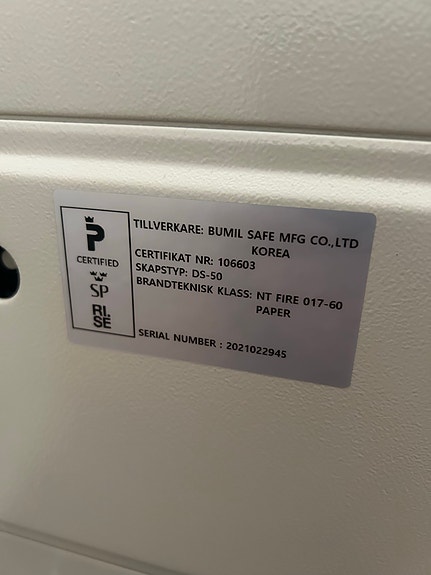 P
CERTIFIED
SP
RI.
SE
TILLVERKARE: BUMIL SAFE MFG CO.,LTD
KOREA
CERTIFIKAT NR: 106603
SKAPSTYP: DS-50
BRANDTEKNISK KLASS: NT FIRE 017-60
PAPER
SERIAL NUMBER : 2021022945